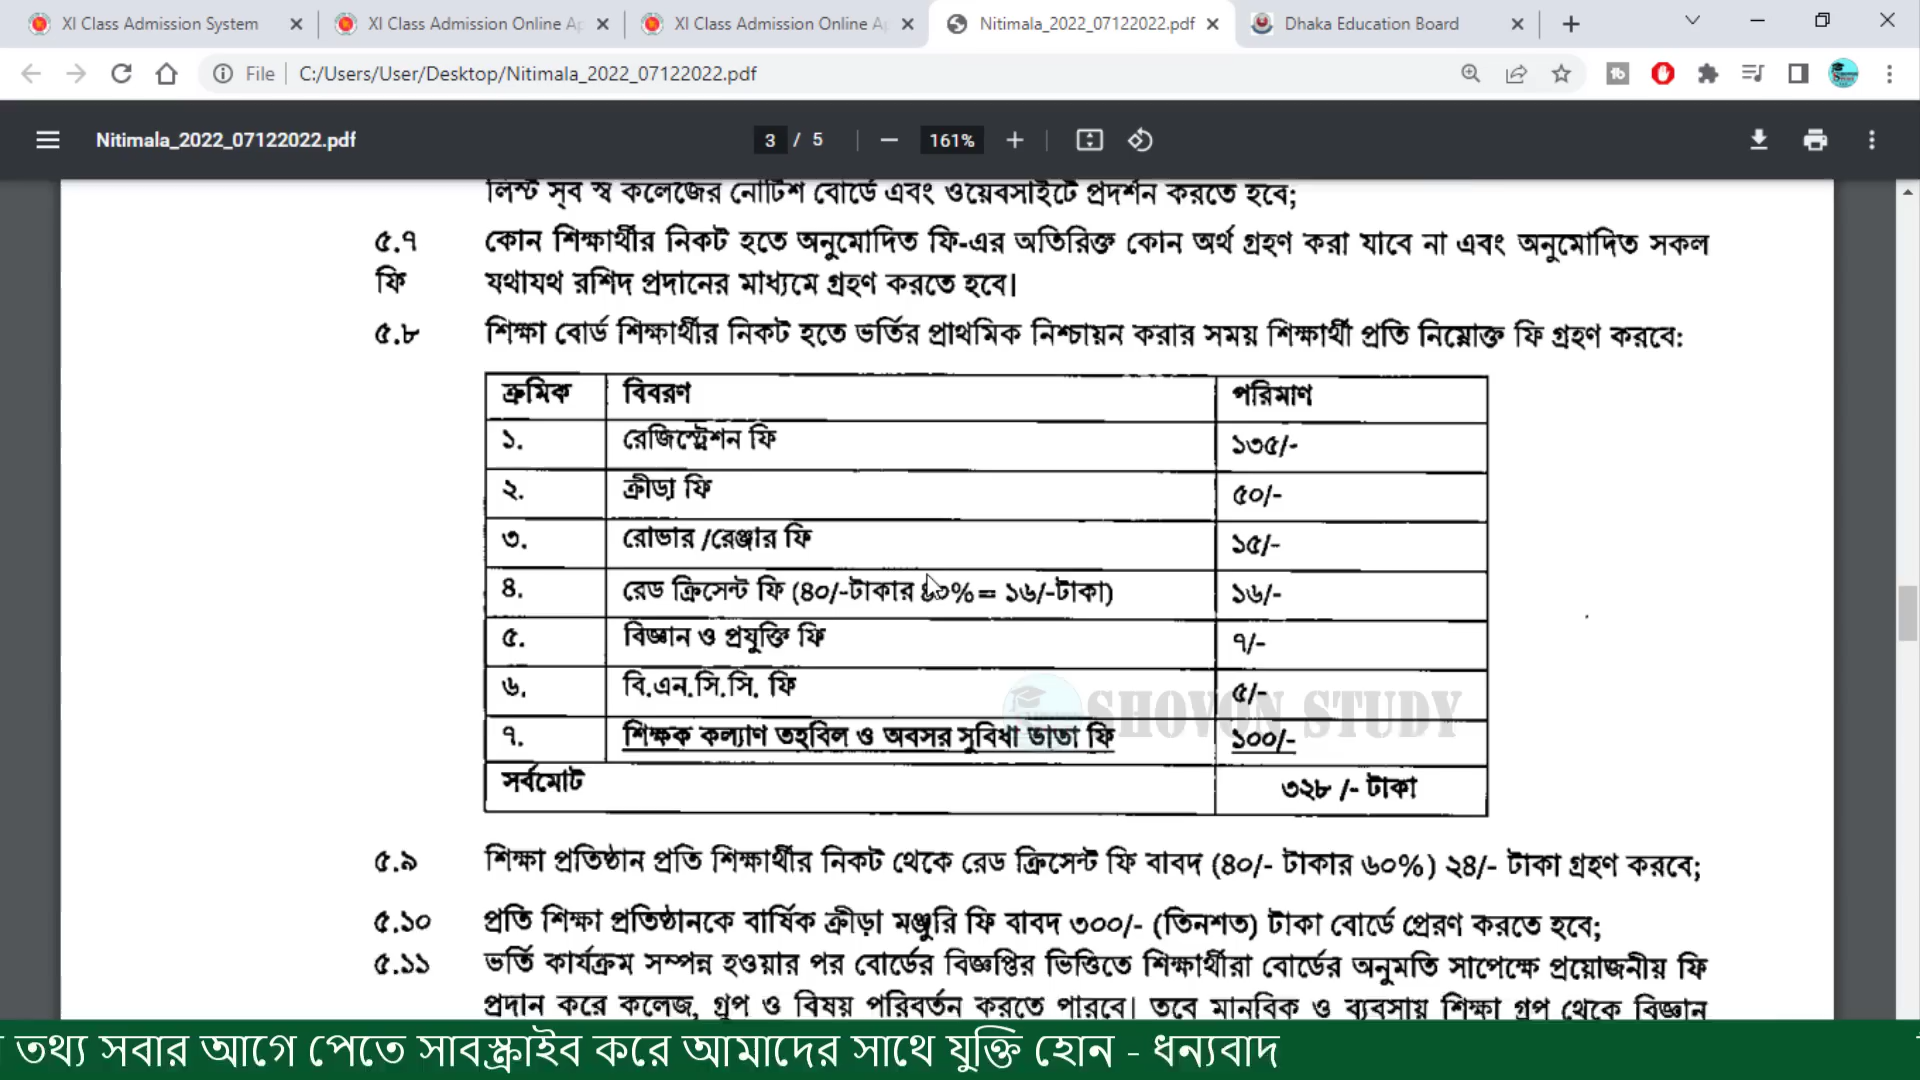 XI Class Admission System
XI Class Admission Online Ap
XI Class Admission Online Ap
Nitimala_2022_07122022.pdf
Dhaka Education Board
File
C:/Users/User/Desktop/Nitimala_2022_07122022.pdf
Nitimala_2022_07122022.pdf
3 / 5
161%
লিস্ট স্ব স্ব কলেজের নোটিশ বোর্ডে এবং ওয়েবসাইটে প্রদর্শন করতে হবে;
৫.৭ কোন শিক্ষার্থীর নিকট হতে অনুমোদিত ফি-এর অতিরিক্ত কোন অর্থ গ্রহণ করা যাবে না এবং অনুমোদিত সকল
ফি যথাযথ রশিদ প্রদানের মাধ্যমে গ্রহণ করতে হবে।
৫.৮ শিক্ষা বোর্ড শিক্ষার্থীর নিকট হতে ভর্তির প্রাথমিক নিশ্চায়ন করার সময় শিক্ষার্থী প্রতি নিম্নোক্ত ফি গ্রহণ করবে:
ক্রমিক বিবরণ পরিমাণ
১. রেজিস্ট্রেশন ফি ১৩৫/-
২. ক্রীড়া ফি ৫০/-
৩. রোভার /রেঞ্জার ফি ১৫/-
৪. রেড ক্রিসেন্ট ফি (৪০/-টাকার ৪০%= ১৬/-টাকা) ১৬/-
৫. বিজ্ঞান ও প্রযুক্তি ফি ৭/-
৬. বি.এন.সি.সি. ফি ৫/-
SHOVON STUDY
৭. শিক্ষক কল্যাণ তহবিল ও অবসর সুবিধা ভাতা ফি ১০০/-
সর্বমোট ৩২৮ /- টাকা
৫.৯ শিক্ষা প্রতিষ্ঠান প্রতি শিক্ষার্থীর নিকট থেকে রেড ক্রিসেন্ট ফি বাবদ (৪০/- টাকার ৬০%) ২৪/- টাকা গ্রহণ করবে;
৫.১০ প্রতি শিক্ষা প্রতিষ্ঠানকে বার্ষিক ক্রীড়া মঞ্জুরি ফি বাবদ ৩০০/- (তিনশত) টাকা বোর্ডে প্রেরণ করতে হবে;
৫.১১ ভর্তি কার্যক্রম সম্পন্ন হওয়ার পর বোর্ডের বিজ্ঞপ্তির ভিত্তিতে শিক্ষার্থীরা বোর্ডের অনুমতি সাপেক্ষে প্রয়োজনীয় ফি
প্রদান করে কলেজ, গ্রুপ ও বিষয় পরিবর্তন করতে পারবে। তবে মানবিক ও ব্যবসায় শিক্ষা গ্রুপ থেকে বিজ্ঞান
তথ্য সবার আগে পেতে সাবস্ক্রাইব করে আমাদের সাথে যুক্তি হোন - ধন্যবাদ